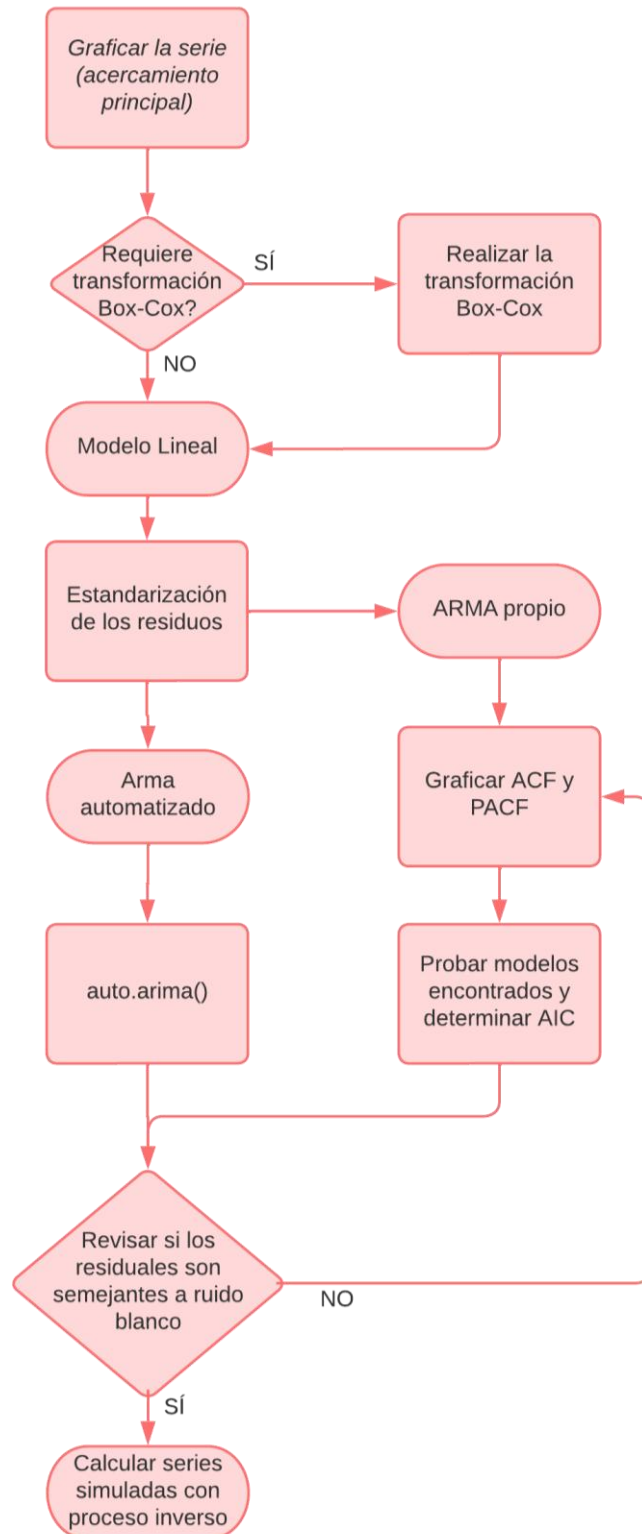 Graficar la serie
(acercamiento
principal)
Requiere
transformación
Box-Cox?
SÍ
Realizar la
transformación
Box-Cox
NO
Modelo Lineal
Estandarización
de los residuos
ARMA propio
Arma
automatizado
Graficar ACF y
PACF
auto.arima()
Probar modelos
encontrados y
determinar AIC
Revisar si los
residuales son
semejantes a ruido
blanco
NO
SÍ
Calcular series
simuladas con
proceso inverso